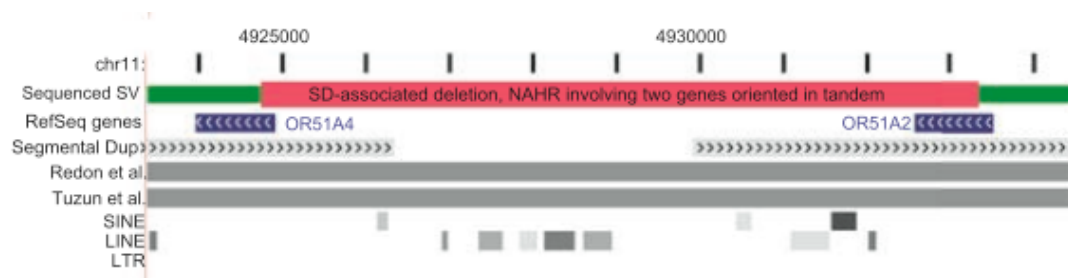 4925000 4930000
chr11:
Sequenced SV SD-associated deletion, NAHR involving two genes oriented in tandem
RefSeq genes OR51A4 OR51A2
Segmental Dup
Redon et al.
Tuzun et al.
SINE
LINE
LTR